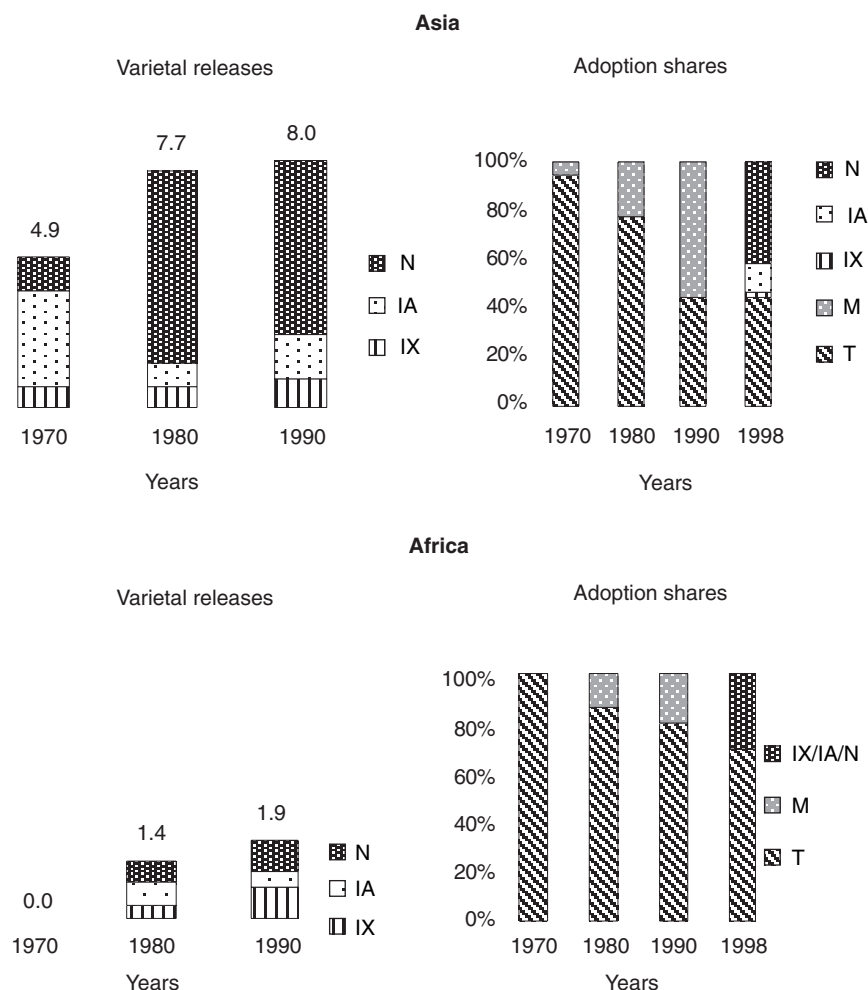 Asia
Varietal releases
Adoption shares
4.9
7.7
8.0
N
IA
IX
1970
1980
1990
Years
100%
80%
60%
40%
20%
0%
N
IA
IX
M
T
1970
1980
1990
1998
Years
Africa
Varietal releases
Adoption shares
0.0
1.4
1.9
N
IA
IX
1970
1980
1990
Years
100%
80%
60%
40%
20%
0%
IX/IA/N
M
T
1970
1980
1990
1998
Years